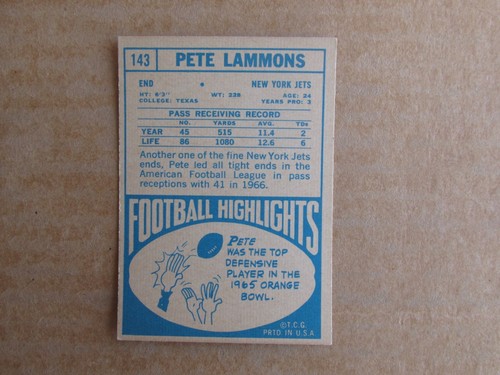 143 PETE LAMMONS
END * NEW YORK JETS
HT: 6'3" WT: 228 AGE: 24
COLLEGE: TEXAS YEARS PRO: 3
PASS RECEIVING RECORD
NO. YARDS AVG. TDs
YEAR 45 515 11.4 2
LIFE 86 1080 12.6 6
Another one of the fine New York Jets
ends, Pete led all tight ends in the
American Football League in pass
receptions with 41 in 1966.
FOOTBALL HIGHLIGHTS
PETE
WAS THE TOP
DEFENSIVE
PLAYER IN THE
1965 ORANGE
BOWL.
©T.C.G.
PRTD IN U.S.A.